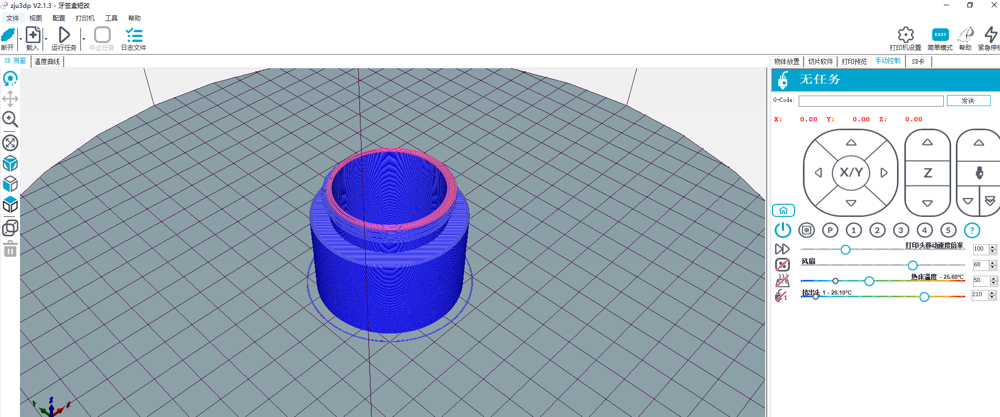 zju3dp V2.1.3 - 牙签盒短改
文件 视图 配置 打印机 工具 帮助
断开 载入 运行任务 中止任务 日志文件
EASY
打印机设置 简单模式 帮助 紧急停机
3D 视窗 温度曲线
物体放置 切片软件 打印预览 手动控制 SD卡
无任务
G-Code: 发送
X: 0.00 Y: 0.00 Z: 0.00
X/Y Z
P 1 2 3 4 5 ?
打印头移动速度倍率 100
风扇 68
热床温度 - 25.60°C 50
1 挤出头 1 - 26.10°C 210
Y Z X